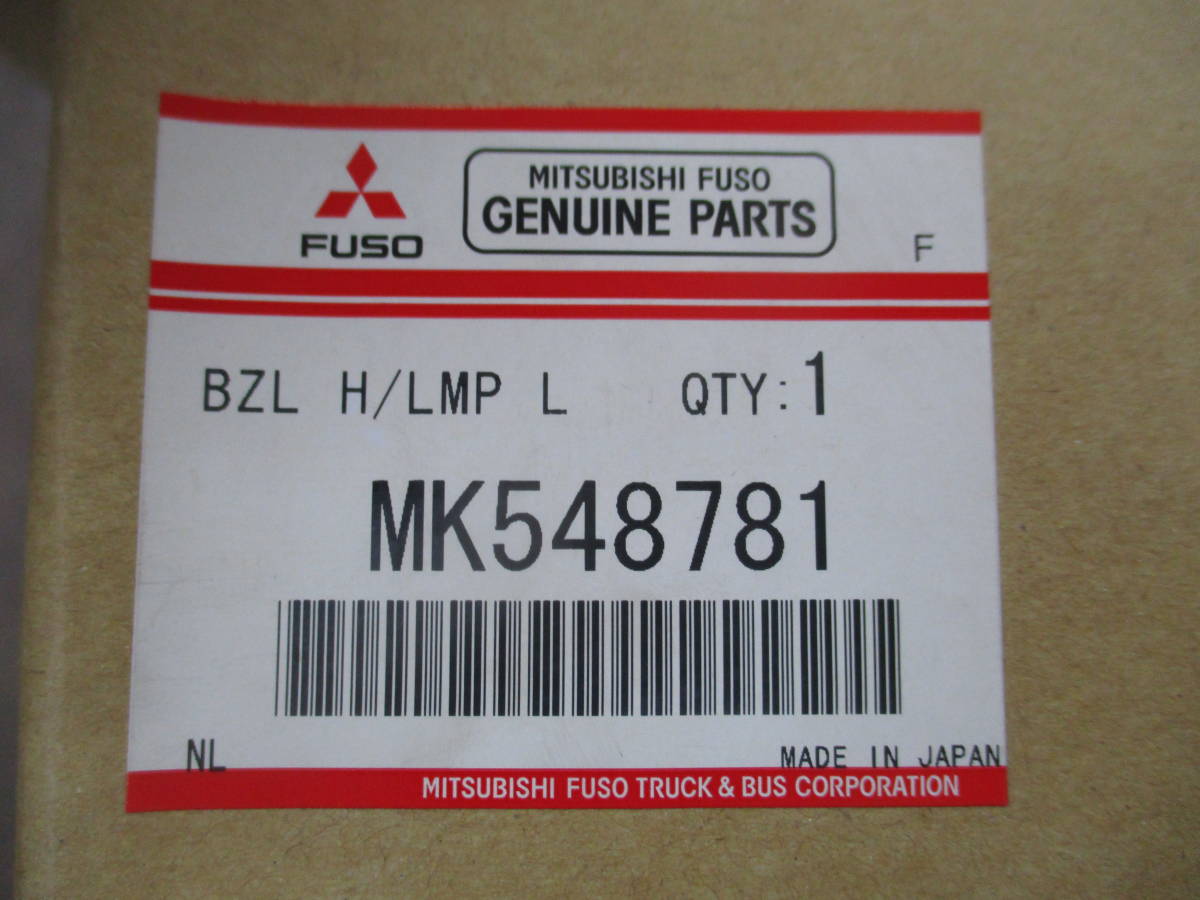 MITSUBISHI FUSO
GENUINE PARTS
FUSO
F
BZL H/LMP L QTY:1
MK548781
NL
MADE IN JAPAN
MITSUBISHI FUSO TRUCK & BUS CORPORATION